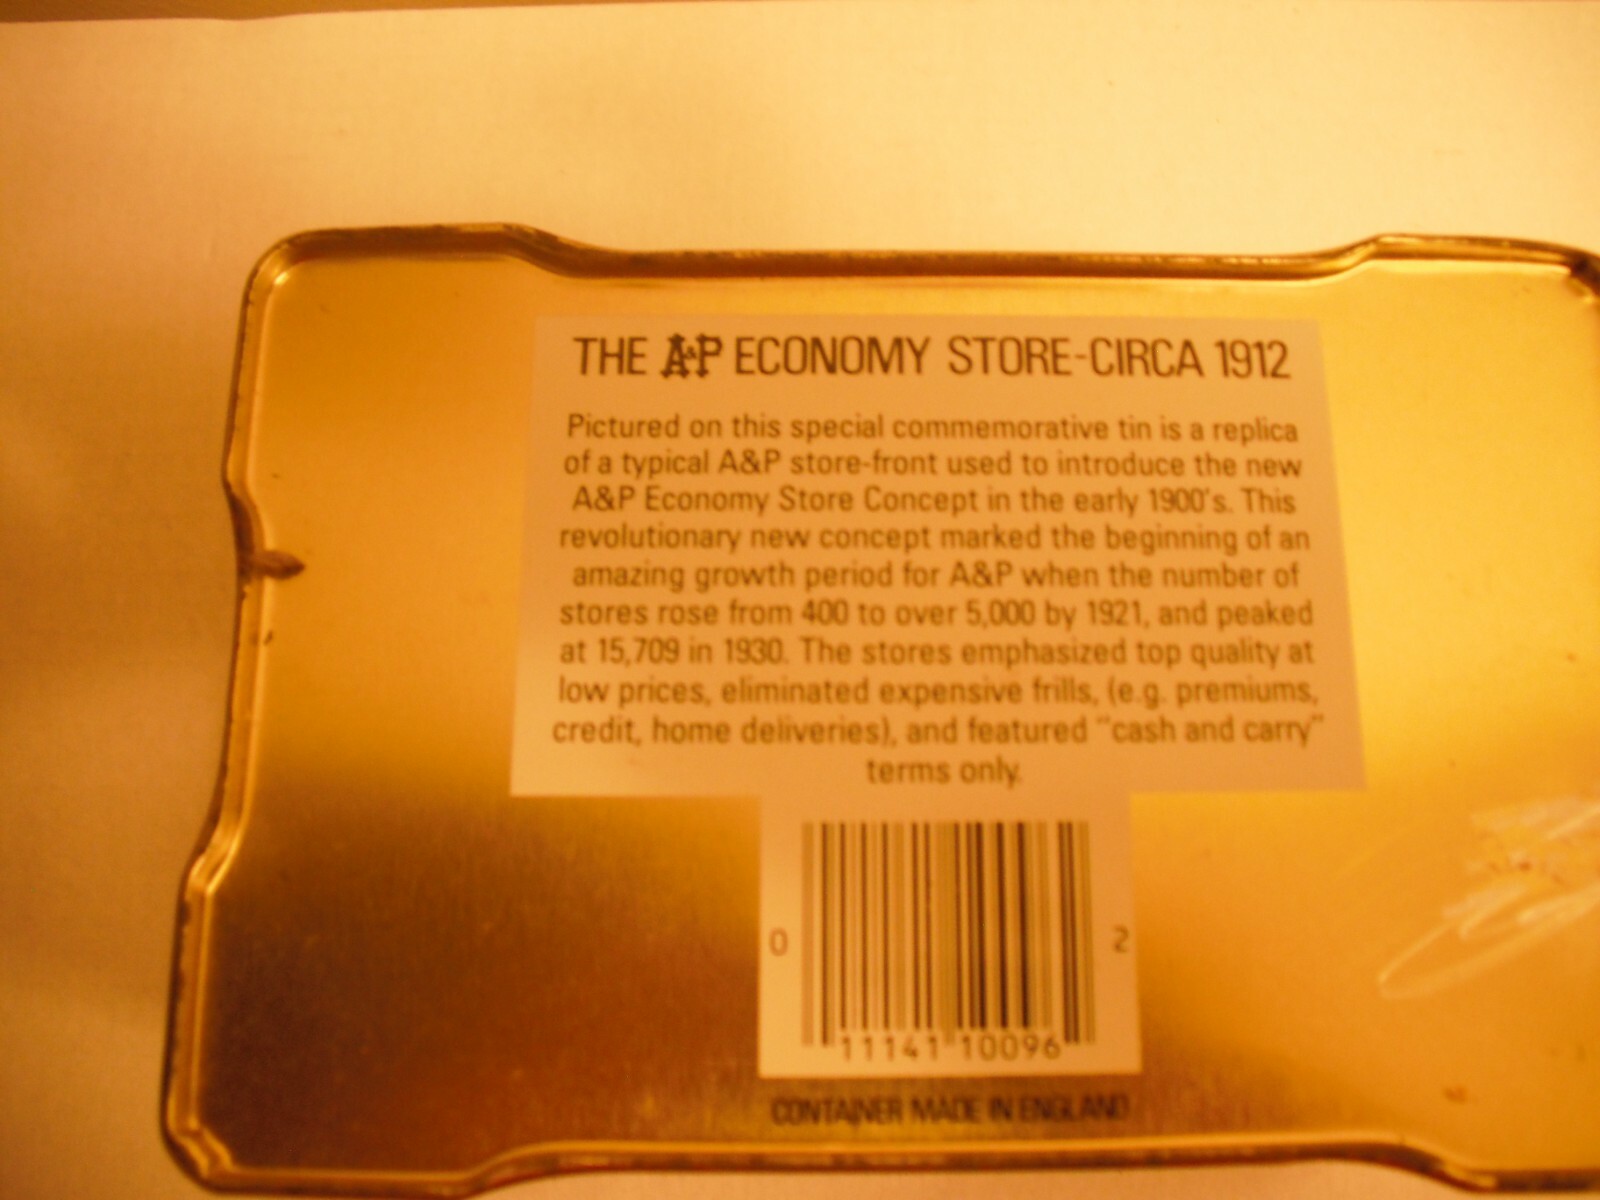 THE A&P ECONOMY STORE-CIRCA 1912
Pictured on this special commemorative tin is a replica
of a typical A&P store-front used to introduce the new
A&P Economy Store Concept in the early 1900's. This
revolutionary new concept marked the beginning of an
amazing growth period for A&P when the number of
stores rose from 400 to over 5,000 by 1921, and peaked
at 15,709 in 1930. The stores emphasized top quality at
low prices, eliminated expensive frills, (e.g. premiums,
credit, home deliveries), and featured "cash and carry"
terms only.
0 11141 10096 2
CONTAINER MADE IN ENGLAND